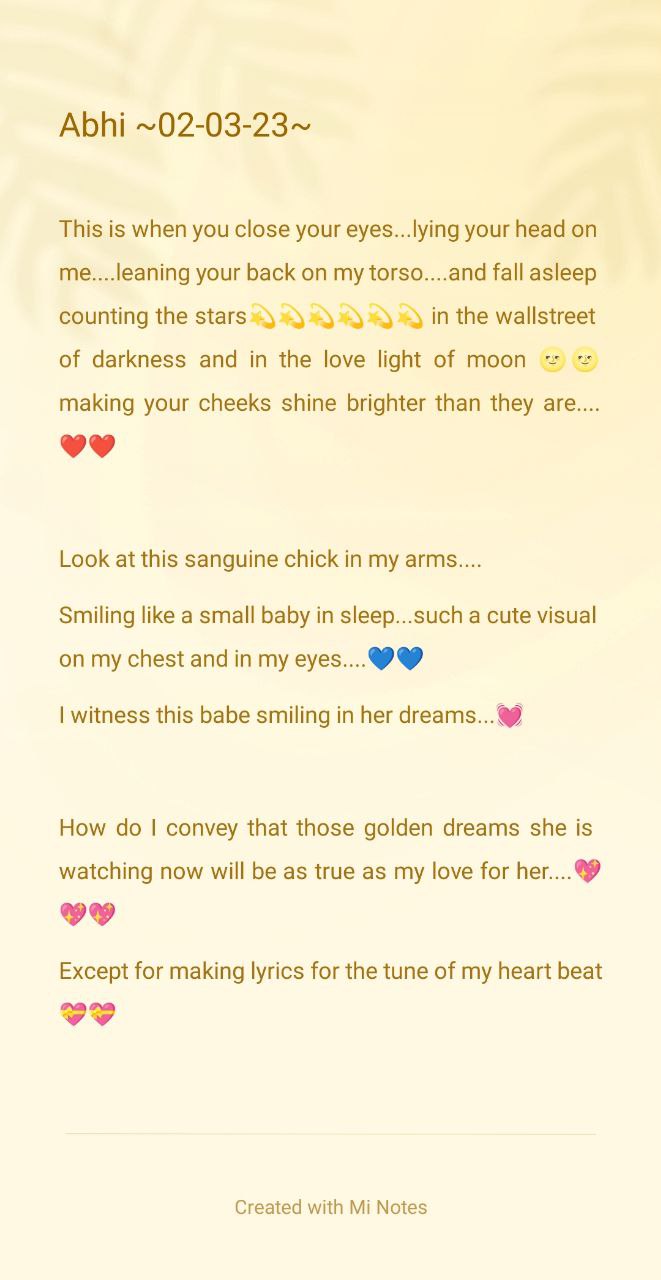 Abhi ~02-03-23~
This is when you close your eyes...lying your head on
me....leaning your back on my torso....and fall asleep
counting the stars💫💫💫💫💫💫 in the wallstreet
of darkness and in the love light of moon 🌝🌝
making your cheeks shine brighter than they are....
❤️❤️
Look at this sanguine chick in my arms....
Smiling like a small baby in sleep...such a cute visual
on my chest and in my eyes....💙💙
I witness this babe smiling in her dreams...💓
How do I convey that those golden dreams she is
watching now will be as true as my love for her....💖
💖💖
Except for making lyrics for the tune of my heart beat
💝💝
Created with Mi Notes